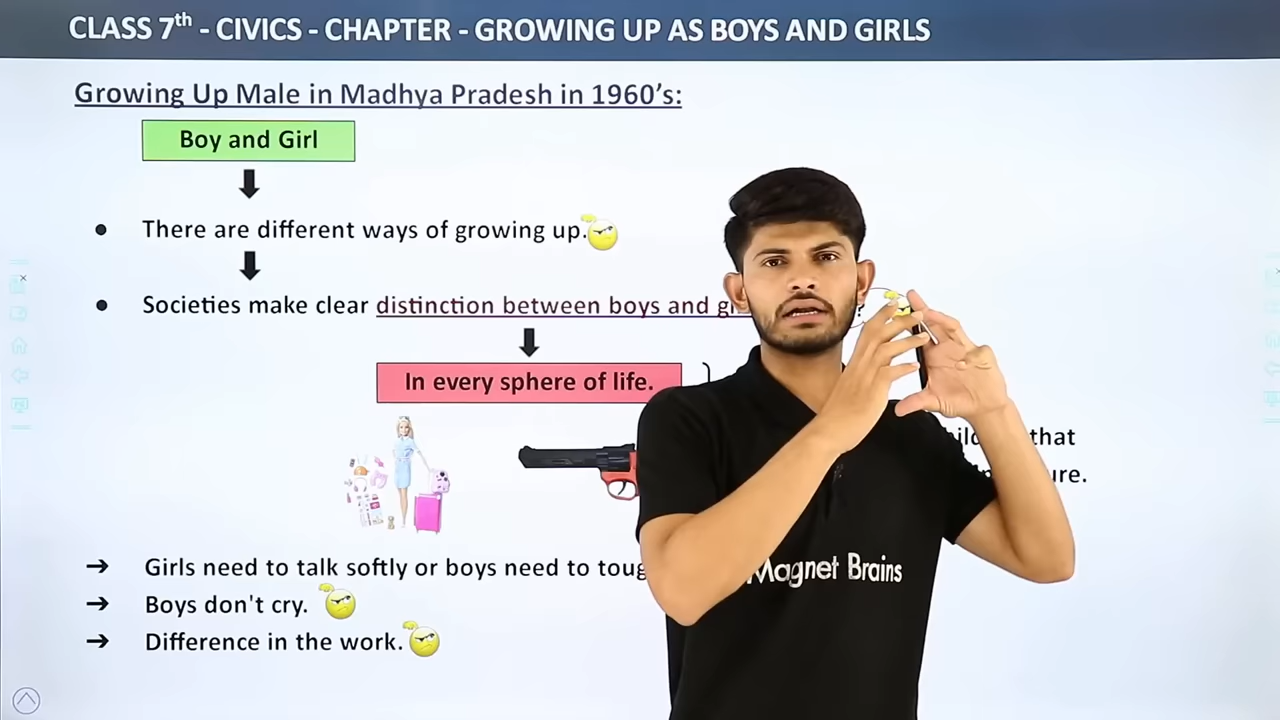 CLASS 7th - CIVICS - CHAPTER - GROWING UP AS BOYS AND GIRLS
Growing Up Male in Madhya Pradesh in 1960's:
Boy and Girl
• There are different ways of growing up.
• Societies make clear distinction between boys and
In every sphere of life.
that
→ Girls need to talk softly or boys need to
→ Boys don't cry.
→ Difference in the work.
Magnet Brains